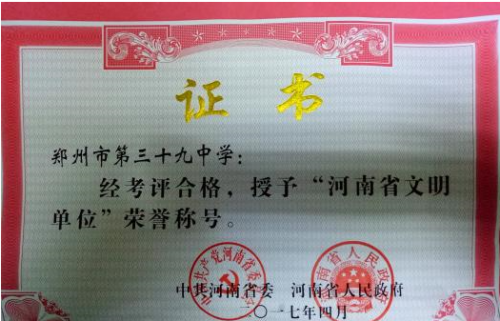 证书
郑州市第三十九中学：
经考评合格，授予“河南省文明
单位”荣誉称号。
中共河南省委 河南省人民政府
二〇一七年四月